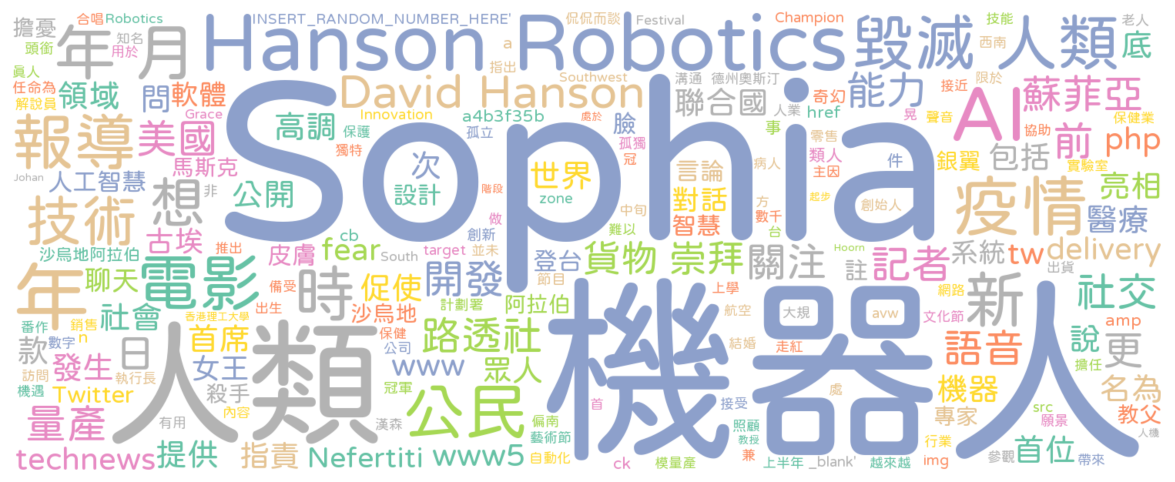 擔憂 合唱 Robotics 年 月 Hanson Robotics 毀滅 人類
'INSERT_RANDOM_NUMBER_HERE' 侃侃而談 Festival Champion 技能 老人
頭銜 知名 用於 a 指出 西南 底
真人 任命為 領域 問 軟體 David Hanson Southwest 溝通 德州奧斯汀 奇幻 接近 限於
解說員 Grace Innovation 處於 聯合國 人業 能力 晃 聲音 保健業 蘇菲亞
報導 美國 高調 保護 a4b3f35b 臉 孤獨 事 零售 href AI 協助 前 php
獨特 孤立 冠 言論 類人 件 主因 銀翼 包括 實驗室
Johan 人工智慧 馬斯克 次 世界 對話 病人 亮相
非 公開 設計 Sophia zone 中旬 智慧 方 數千 創始人 疫情 醫療
技術 想 古埃 階段 做 難以 台 起步
沙烏地阿拉伯 推出 皮膚 fear cb 創新 並未 貨物 崇拜 關注 註 記者 系統 tw delivery
聊天 年 電影 時 South target 開發 登台 Hoorn 出貨
備受 促使 節目 上學 網路 社交
社會 出生 計劃署 阿拉伯 航空 大規 avw 文化節 新
香港理工大學 沙烏地 amp
番作 銷售 n 數字 首席 保健 公司 路透社 結婚 走紅 語音 說 更
款 發生 日 女王 www 眾人 擔任
訪問 機遇 執行長 殺手 冠軍 首 接受 處 機器 名為
Twitter 人類 公民 機器人 src
量產 有用 內容 漢森 偏南 照顧 專家 願景 教父
藝術節 教授 行業 人機
technews 提供 指責 Nefertiti www5 自動化 ck 模量產 兼 上半年 _blank' 越來越 img 參觀 首位 帶來